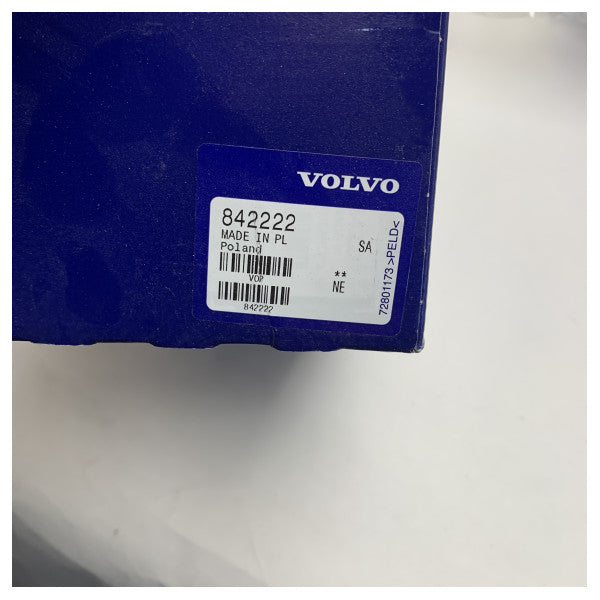 VOLVO
842222
MADE IN PL
Poland
SA
VOP
**
NE
842222
72801173 >PELD<